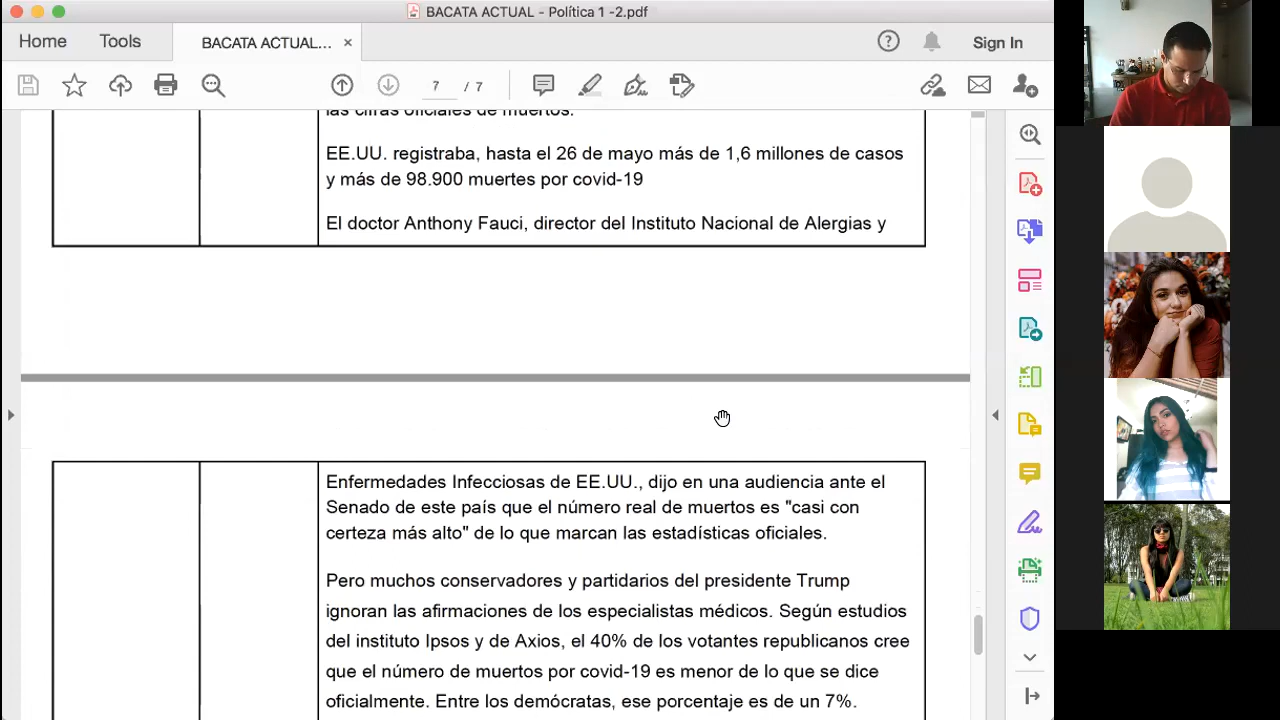 BACATA ACTUAL - Política 1 -2.pdf
Home
Tools
BACATA ACTUAL...
Sign In
7 / 7
las cifras oficiales de muertos.
EE.UU. registraba, hasta el 26 de mayo más de 1,6 millones de casos
y más de 98.900 muertes por covid-19
El doctor Anthony Fauci, director del Instituto Nacional de Alergias y
Enfermedades Infecciosas de EE.UU., dijo en una audiencia ante el
Senado de este país que el número real de muertos es "casi con
certeza más alto" de lo que marcan las estadísticas oficiales.
Pero muchos conservadores y partidarios del presidente Trump
ignoran las afirmaciones de los especialistas médicos. Según estudios
del instituto Ipsos y de Axios, el 40% de los votantes republicanos cree
que el número de muertos por covid-19 es menor de lo que se dice
oficialmente. Entre los demócratas, ese porcentaje es de un 7%.